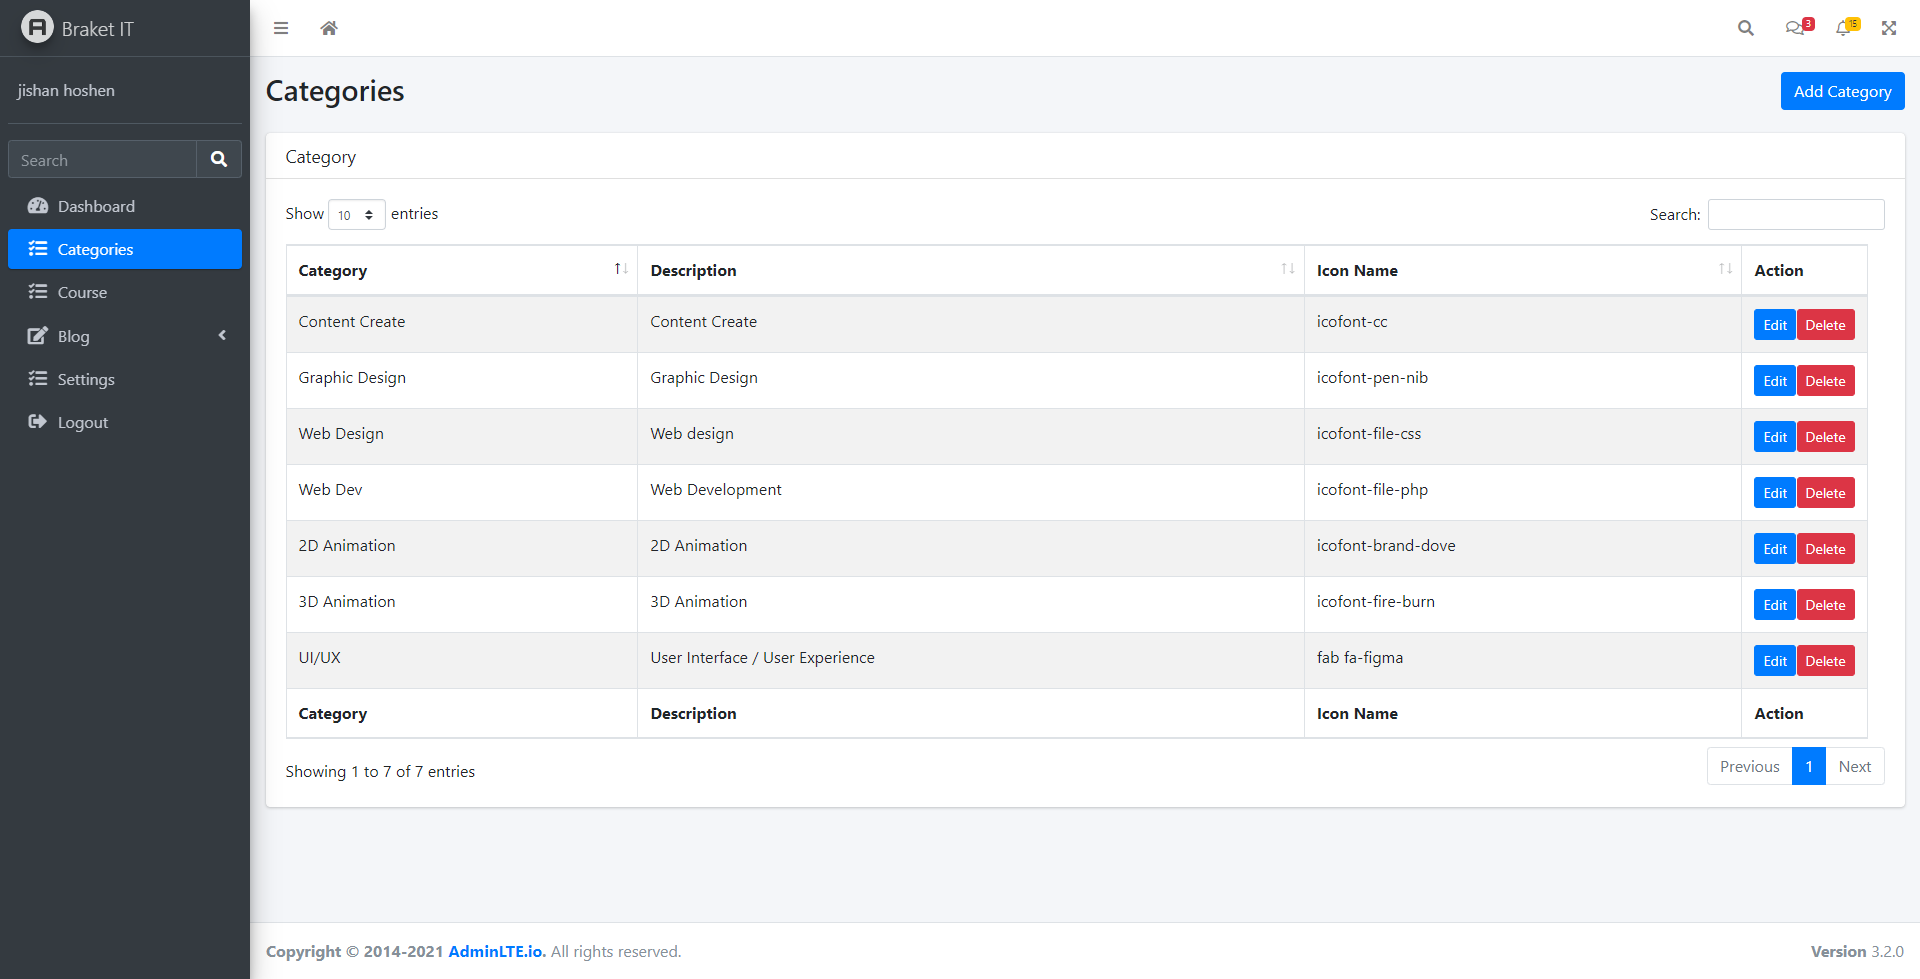 Braket IT
3
15
jishan hoshen
Search
Dashboard
Categories
Course
Blog
Settings
Logout
Categories
Add Category
Category
Show 10 entries
Search:
Category Description Icon Name Action
Content Create Content Create icofont-cc Edit Delete
Graphic Design Graphic Design icofont-pen-nib Edit Delete
Web Design Web design icofont-file-css Edit Delete
Web Dev Web Development icofont-file-php Edit Delete
2D Animation 2D Animation icofont-brand-dove Edit Delete
3D Animation 3D Animation icofont-fire-burn Edit Delete
UI/UX User Interface / User Experience fab fa-figma Edit Delete
Category Description Icon Name Action
Showing 1 to 7 of 7 entries
Previous 1 Next
Copyright © 2014-2021 AdminLTE.io. All rights reserved.
Version 3.2.0